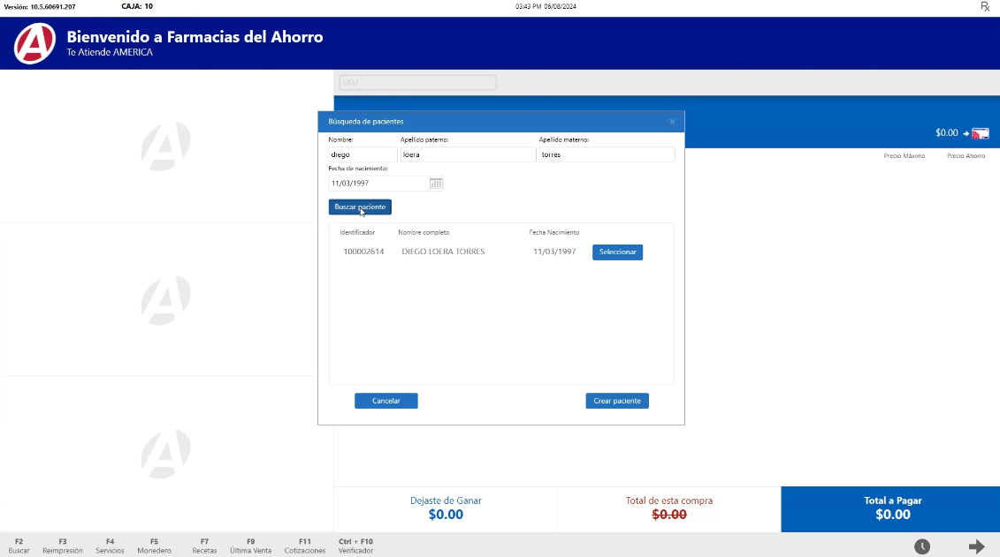 Versión: 10.5.60691.207 CAJA: 10 03:43 PM 06/08/2024
Bienvenido a Farmacias del Ahorro
Te Atiende AMERICA
SKU
Búsqueda de pacientes
Nombre: Apellido paterno: Apellido materno:
diego loera torres
Fecha de nacimiento:
11/03/1997
Buscar paciente
$0.00
Precio Máximo Precio Ahorro
Identificador Nombre completo Fecha Nacimiento
100002614 DIEGO LOERA TORRES 11/03/1997 Seleccionar
Cancelar Crear paciente
Dejaste de Ganar Total de esta compra Total a Pagar
$0.00 $0.00 $0.00
F2 F3 F4 F5 F7 F9 F11 Ctrl + F10
Buscar Reimpresión Servicios Monedero Recetas Última Venta Cotizaciones Verificador